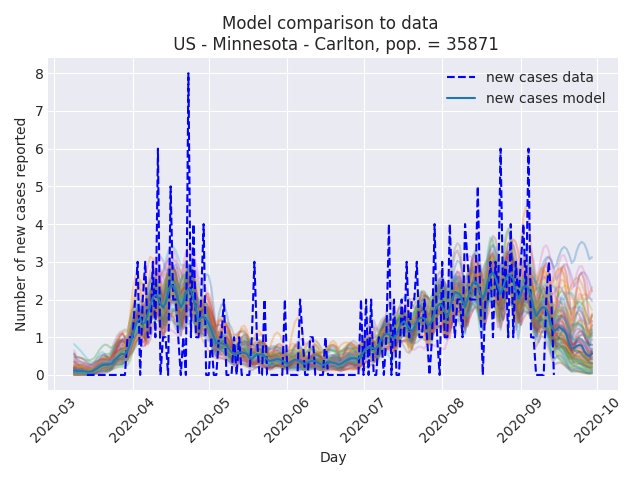 Model comparison to data
US - Minnesota - Carlton, pop. = 35871
new cases data
new cases model
Number of new cases reported
8
7
6
5
4
3
2
1
0
2020-03
2020-04
2020-05
2020-06
2020-07
2020-08
2020-09
2020-10
Day